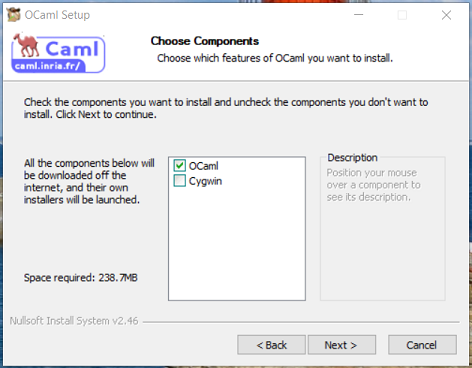 OCaml Setup
Caml
caml.inria.fr/
Choose Components
Choose which features of OCaml you want to install.
Check the components you want to install and uncheck the components you don't want to
install. Click Next to continue.
All the components below will
be downloaded off the
internet, and their own
installers will be launched.
OCaml
Cygwin
Description
Position your mouse
over a component to
see its description.
Space required: 238.7MB
Nullsoft Install System v2.46
< Back
Next >
Cancel